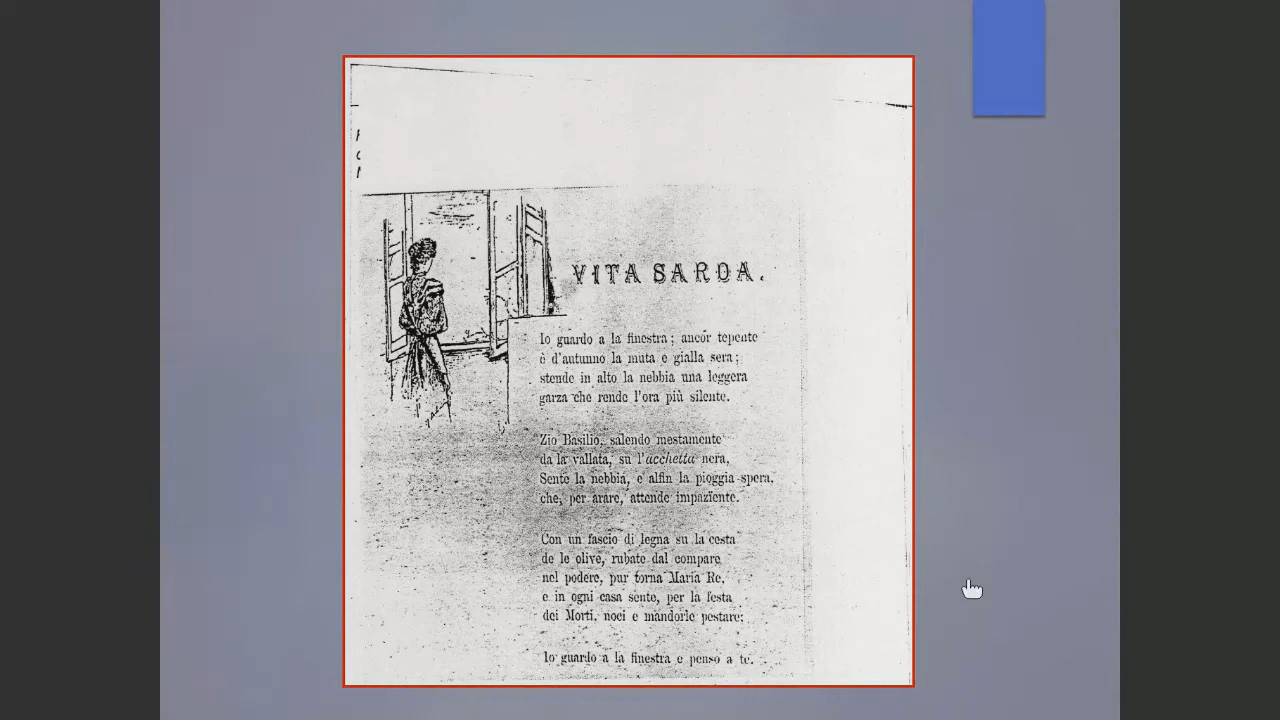 VITA SARDA.
Io guardo a la finestra; ancor tepente
è d'autunno la muta e gialla sera;
stende in alto la nebbia una leggera
garza che rende l'ora più silente.
Zio Basilio, salendo mestamente
da la vallata, su l'acchetta nera,
Sente la nebbia, e alfin la pioggia spera,
che, per arare, attende impaziente.
Con un fascio di legna su la cesta
de le olive, rubate dal compare
nel podere, pur torna Maria Re,
e in ogni casa sento, per la festa
dei Morti, noci e mandorle pestare;
Io guardo a la finestra e penso a te.